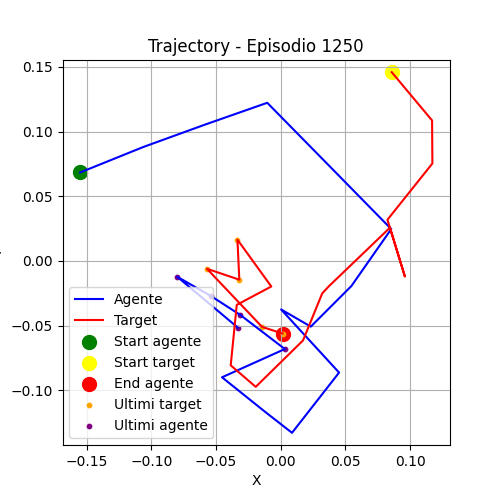 Trajectory - Episodio 1250
0.15
0.10
0.05
0.00
−0.05
−0.10
Agente
Target
Start agente
Start target
End agente
Ultimi target
Ultimi agente
−0.15
−0.10
−0.05
0.00
0.05
0.10
X